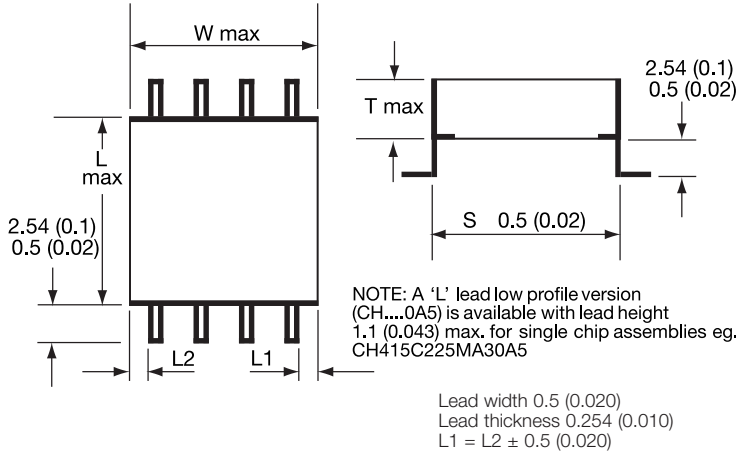 W max
2.54 (0.1)
0.5 (0.02)
T max
L
max
S 0.5 (0.02)
2.54 (0.1)
0.5 (0.02)
NOTE: A ‘L’ lead low profile version
(CH....0A5) is available with lead height
1.1 (0.043) max. for single chip assemblies eg.
CH415C225MA30A5
L2
L1
Lead width 0.5 (0.020)
Lead thickness 0.254 (0.010)
L1 = L2 ± 0.5 (0.020)